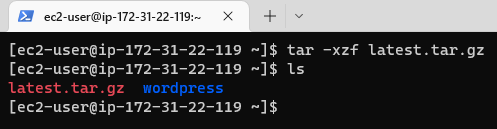 ec2-user@ip-172-31-22-119:~
[ec2-user@ip-172-31-22-119 ~]$ tar -xzf latest.tar.gz
[ec2-user@ip-172-31-22-119 ~]$ ls
latest.tar.gz  wordpress
[ec2-user@ip-172-31-22-119 ~]$